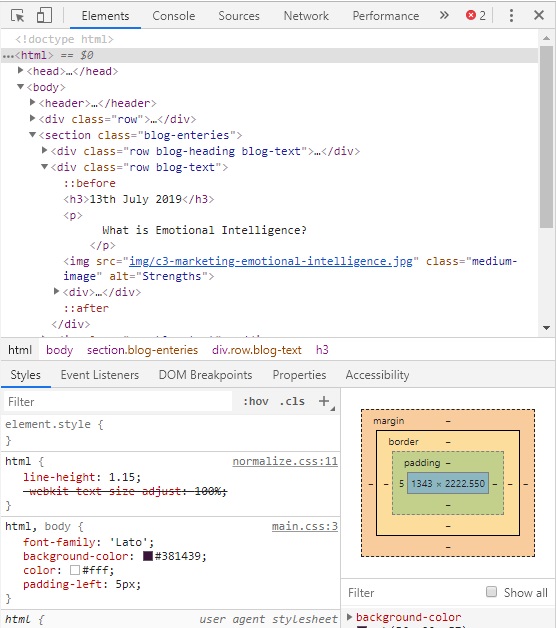 Elements Console Sources Network Performance » 2
<!doctype html>
…<html> == $0
<head>…</head>
<body>
<header>…</header>
<div class="row">…</div>
<section class="blog-enteries">
<div class="row blog-heading blog-text">…</div>
<div class="row blog-text">
::before
<h3>13th July 2019</h3>
<p>
What is Emotional Intelligence?
</p>
<img src="img/c3-marketing-emotional-intelligence.jpg" class="medium-
image" alt="Strengths">
<div>…</div>
::after
</div>
html body section.blog-enteries div.row.blog-text h3
Styles Event Listeners DOM Breakpoints Properties Accessibility
Filter :hov .cls +
element.style {
}
html { normalize.css:11
line-height: 1.15;
-webkit-text-size-adjust: 100%;
}
html, body { main.css:3
font-family: 'Lato';
background-color: #381439;
color: #fff;
padding-left: 5px;
}
html { user agent stylesheet
margin –
border –
padding –
– – 5 1343 × 2222.550 – – –
–
–
–
Filter Show all
background-color